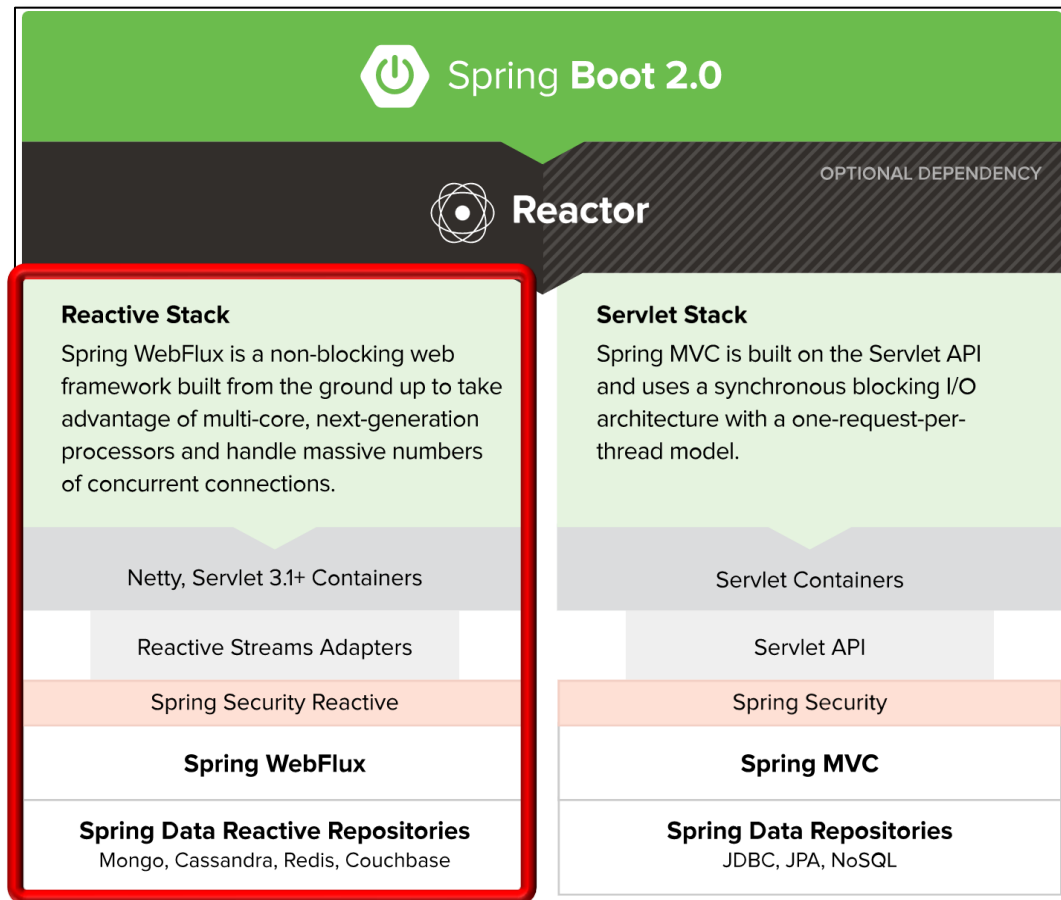 Spring Boot 2.0
OPTIONAL DEPENDENCY
Reactor
Reactive Stack
Spring WebFlux is a non-blocking web
framework built from the ground up to take
advantage of multi-core, next-generation
processors and handle massive numbers
of concurrent connections.
Netty, Servlet 3.1+ Containers
Reactive Streams Adapters
Spring Security Reactive
Spring WebFlux
Spring Data Reactive Repositories
Mongo, Cassandra, Redis, Couchbase
Servlet Stack
Spring MVC is built on the Servlet API
and uses a synchronous blocking I/O
architecture with a one-request-per-
thread model.
Servlet Containers
Servlet API
Spring Security
Spring MVC
Spring Data Repositories
JDBC, JPA, NoSQL